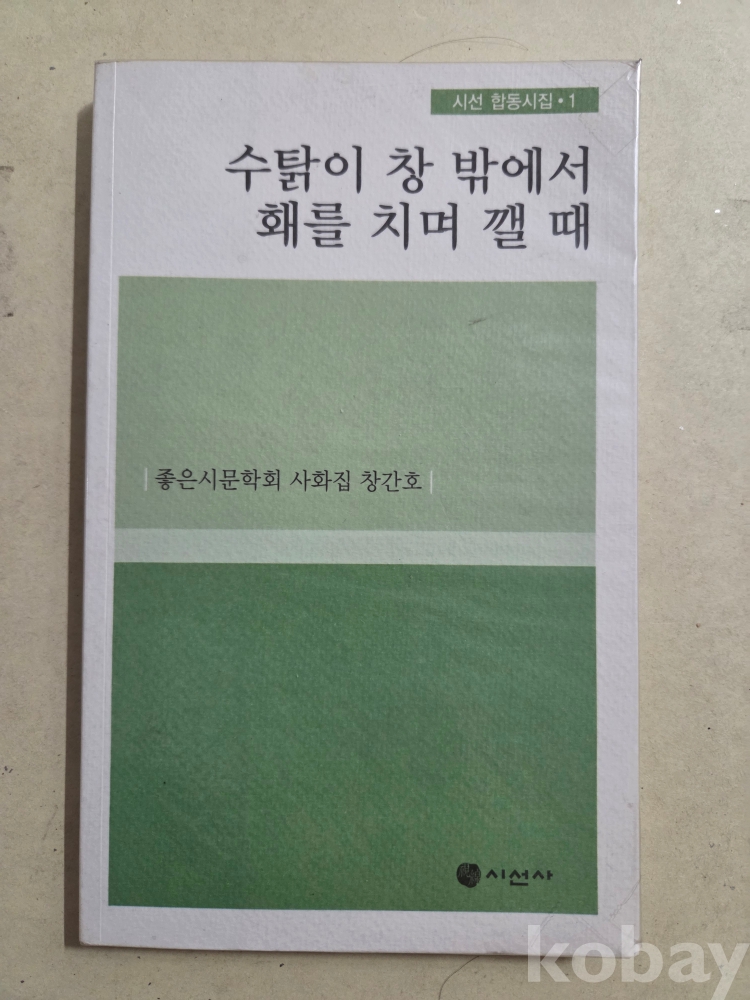 시선 합동시집 • 1
수탉이 창 밖에서
홰를 치며 깰 때
좋은시문학회 사화집 창간호
시선사
kobay